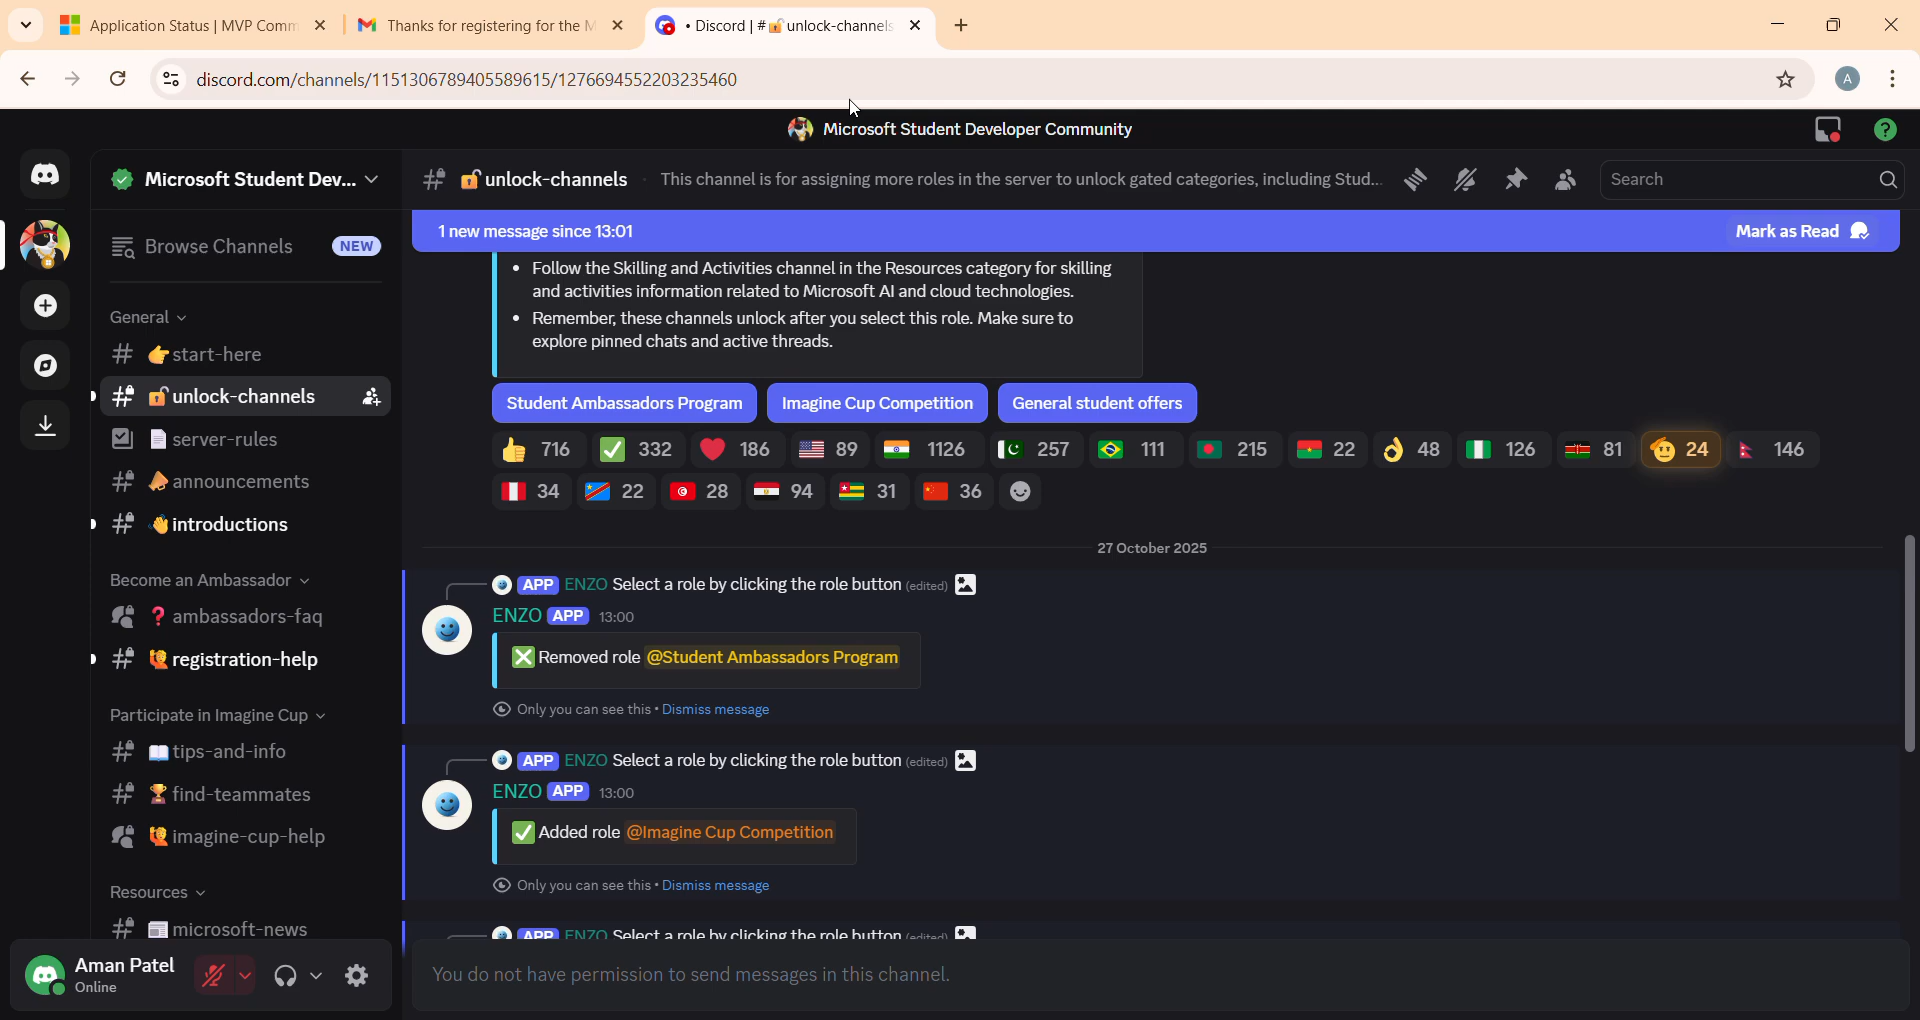 Application Status | MVP Comm
Thanks for registering for the M
• Discord | #🔓unlock-channels
discord.com/channels/1151306789405589615/1276694552203235460
A
Microsoft Student Developer Community
Microsoft Student Dev...
# 🔓unlock-channels
This channel is for assigning more roles in the server to unlock gated categories, including Stud...
Search
Browse Channels NEW
1 new message since 13:01
Mark as Read
• Follow the Skilling and Activities channel in the Resources category for skilling
and activities information related to Microsoft AI and cloud technologies.
• Remember, these channels unlock after you select this role. Make sure to
explore pinned chats and active threads.
General
# 👉start-here
# 🔓unlock-channels
📄server-rules
# 📣announcements
# 👋introductions
Become an Ambassador
❓ambassadors-faq
# 🙋registration-help
Participate in Imagine Cup
# 📖tips-and-info
# 🏆find-teammates
🙋imagine-cup-help
Resources
# 📰microsoft-news
Aman Patel
Online
Student Ambassadors Program
Imagine Cup Competition
General student offers
👍 716 ✅ 332 ❤️ 186 🇺🇸 89 🇮🇳 1126 🇵🇰 257 🇧🇷 111 🇧🇩 215 🇧🇫 22 👌 48 🇳🇬 126 🇰🇪 81 🫡 24 🇳🇵 146
🇵🇪 34 🇨🇩 22 🇹🇳 28 🇪🇬 94 🇹🇬 31 🇨🇳 36
27 October 2025
APP ENZO Select a role by clicking the role button (edited)
ENZO APP 13:00
❎Removed role @Student Ambassadors Program
Only you can see this • Dismiss message
APP ENZO Select a role by clicking the role button (edited)
ENZO APP 13:00
✅Added role @Imagine Cup Competition
Only you can see this • Dismiss message
APP ENZO Select a role by clicking the role button (edited)
You do not have permission to send messages in this channel.